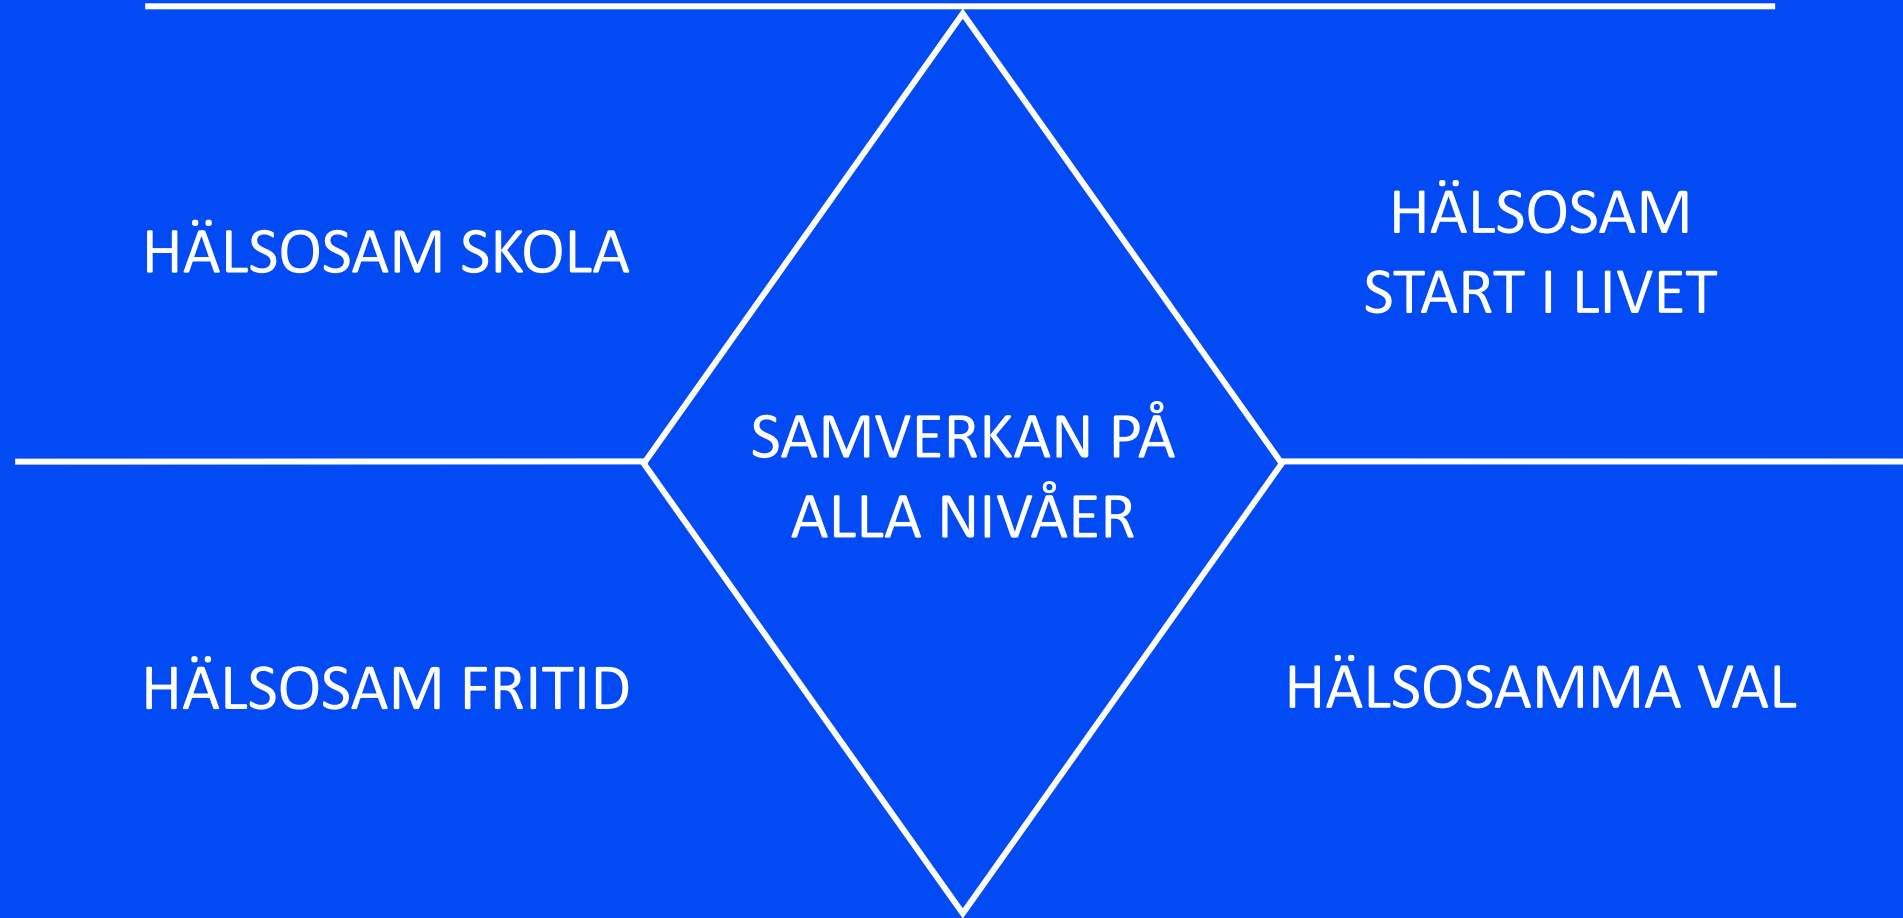 HÄLSOSAM SKOLA
HÄLSOSAM
START I LIVET
SAMVERKAN PÅ
ALLA NIVÅER
HÄLSOSAM FRITID
HÄLSOSAMMA VAL